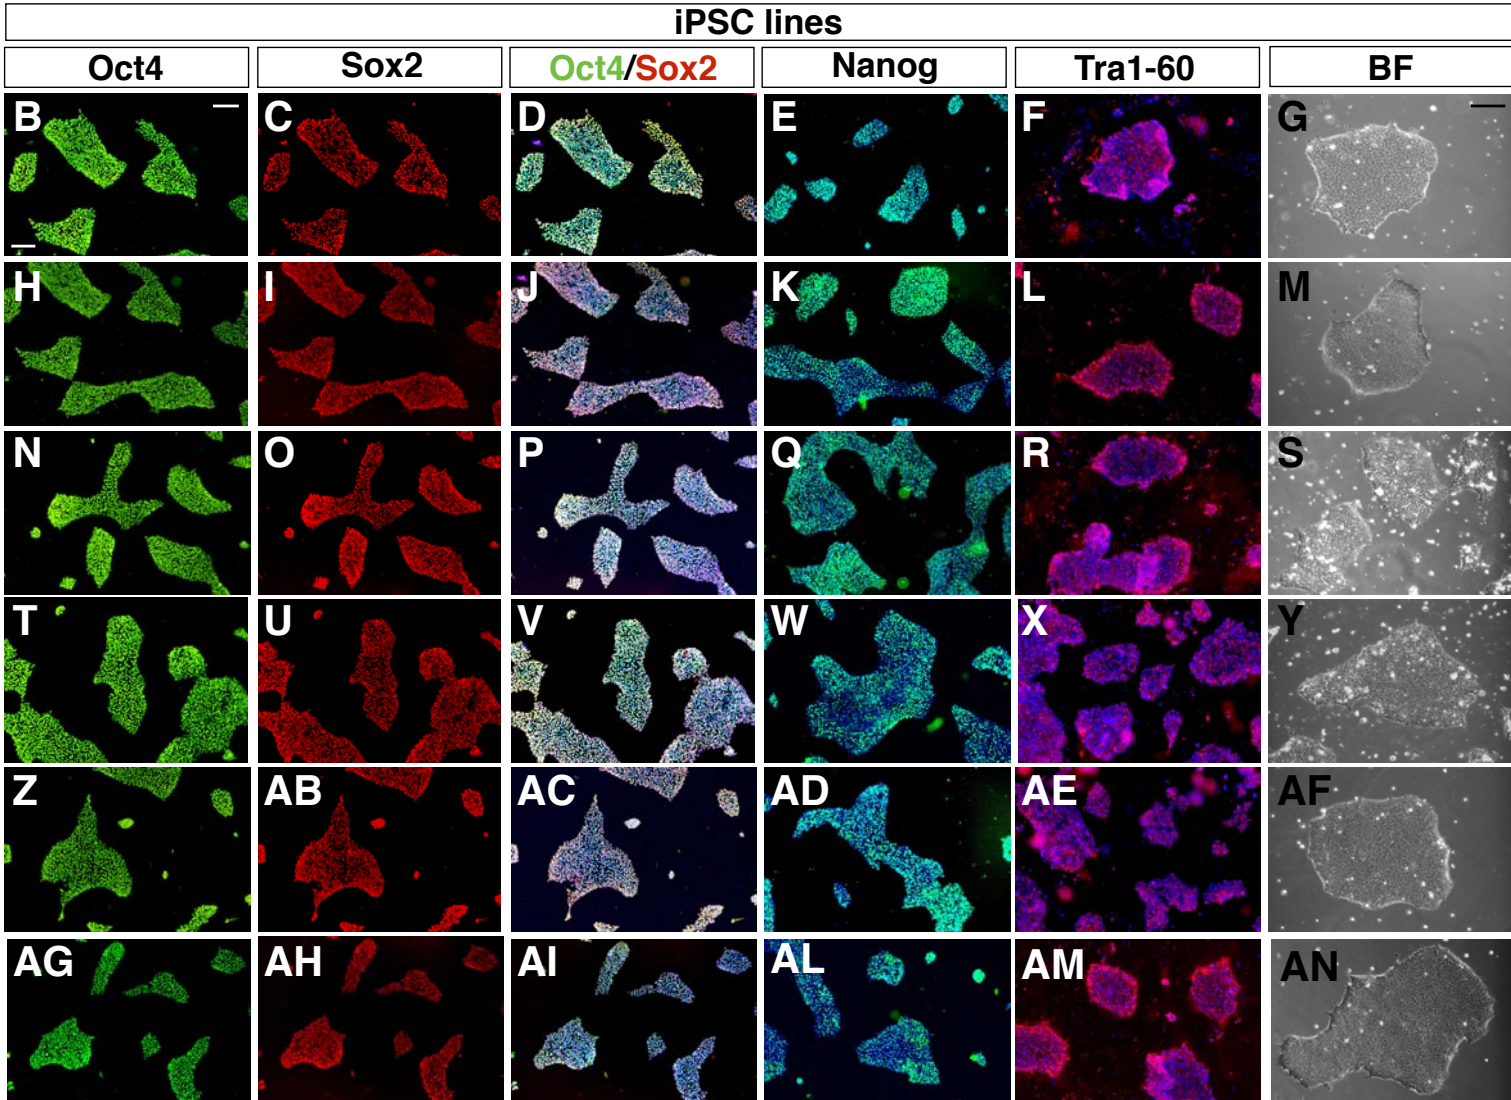 iPSC lines
Oct4 Sox2 Oct4/Sox2 Nanog Tra1-60 BF
B C D E F G
H I J K L M
N O P Q R S
T U V W X Y
Z AB AC AD AE AF
AG AH AI AL AM AN